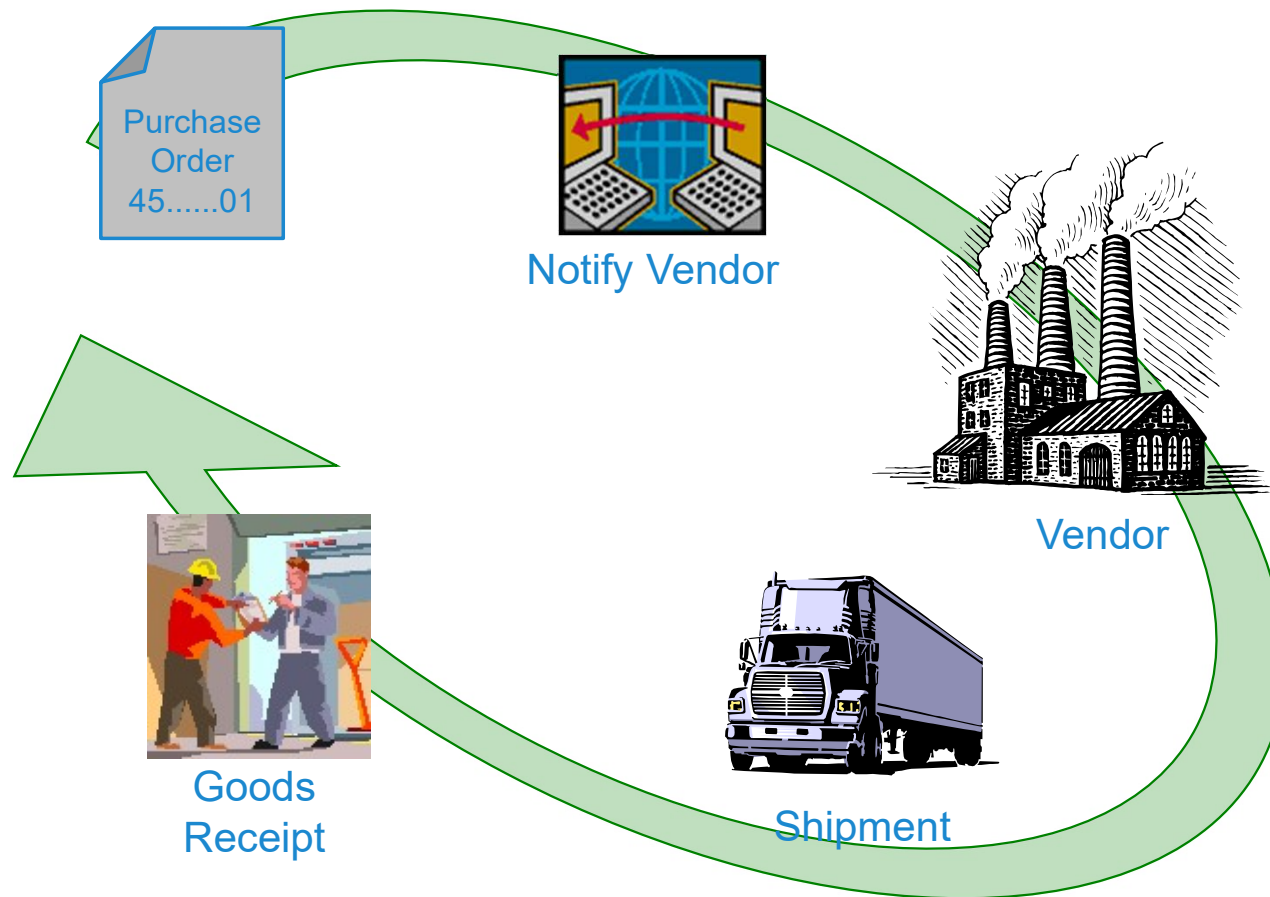 Purchase
Order
45......01
Notify Vendor
Vendor
Shipment
Goods
Receipt